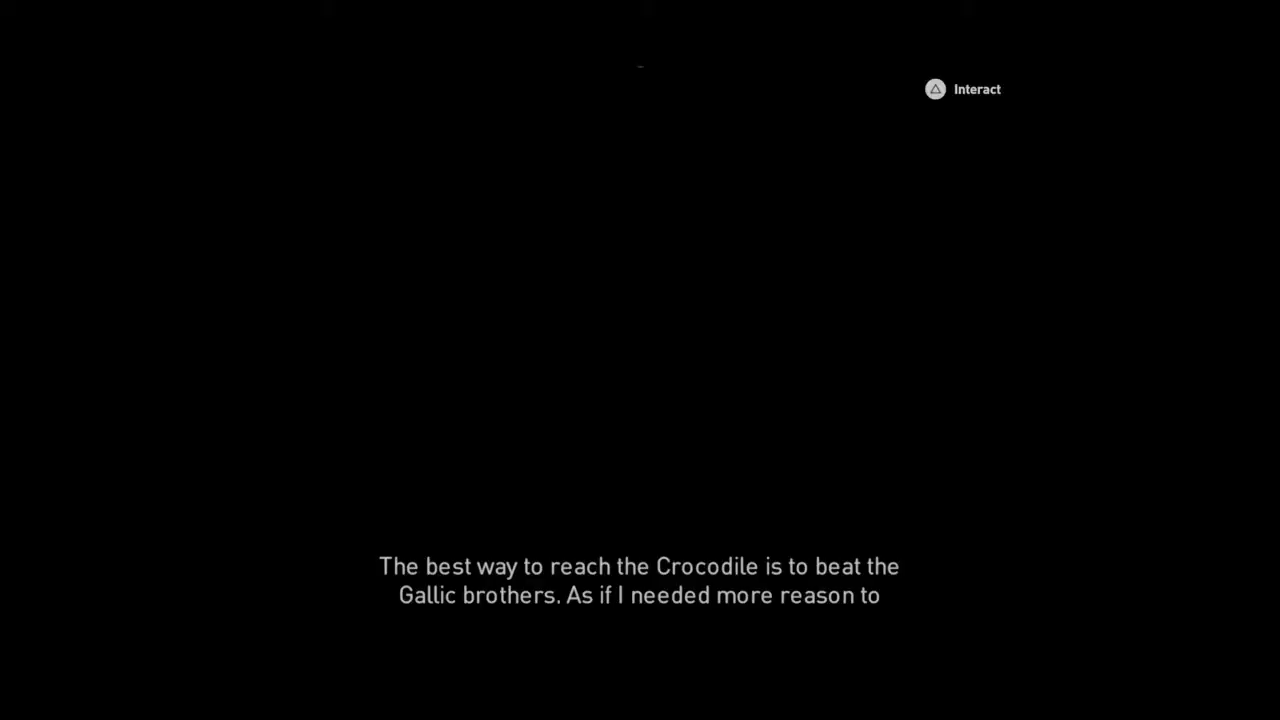 Interact
The best way to reach the Crocodile is to beat the
Gallic brothers. As if I needed more reason to